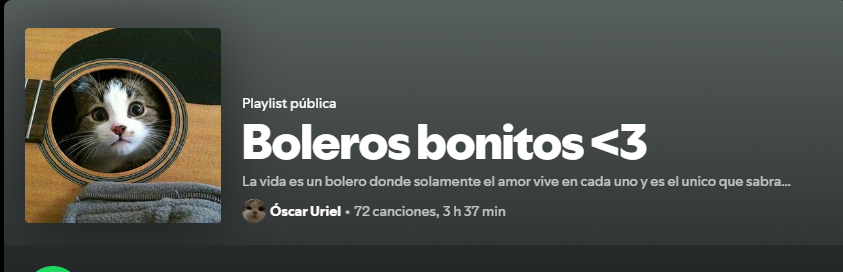 Playlist pública
Boleros bonitos <3
La vida es un bolero donde solamente el amor vive en cada uno y es el unico que sabra...
Óscar Uriel • 72 canciones, 3 h 37 min